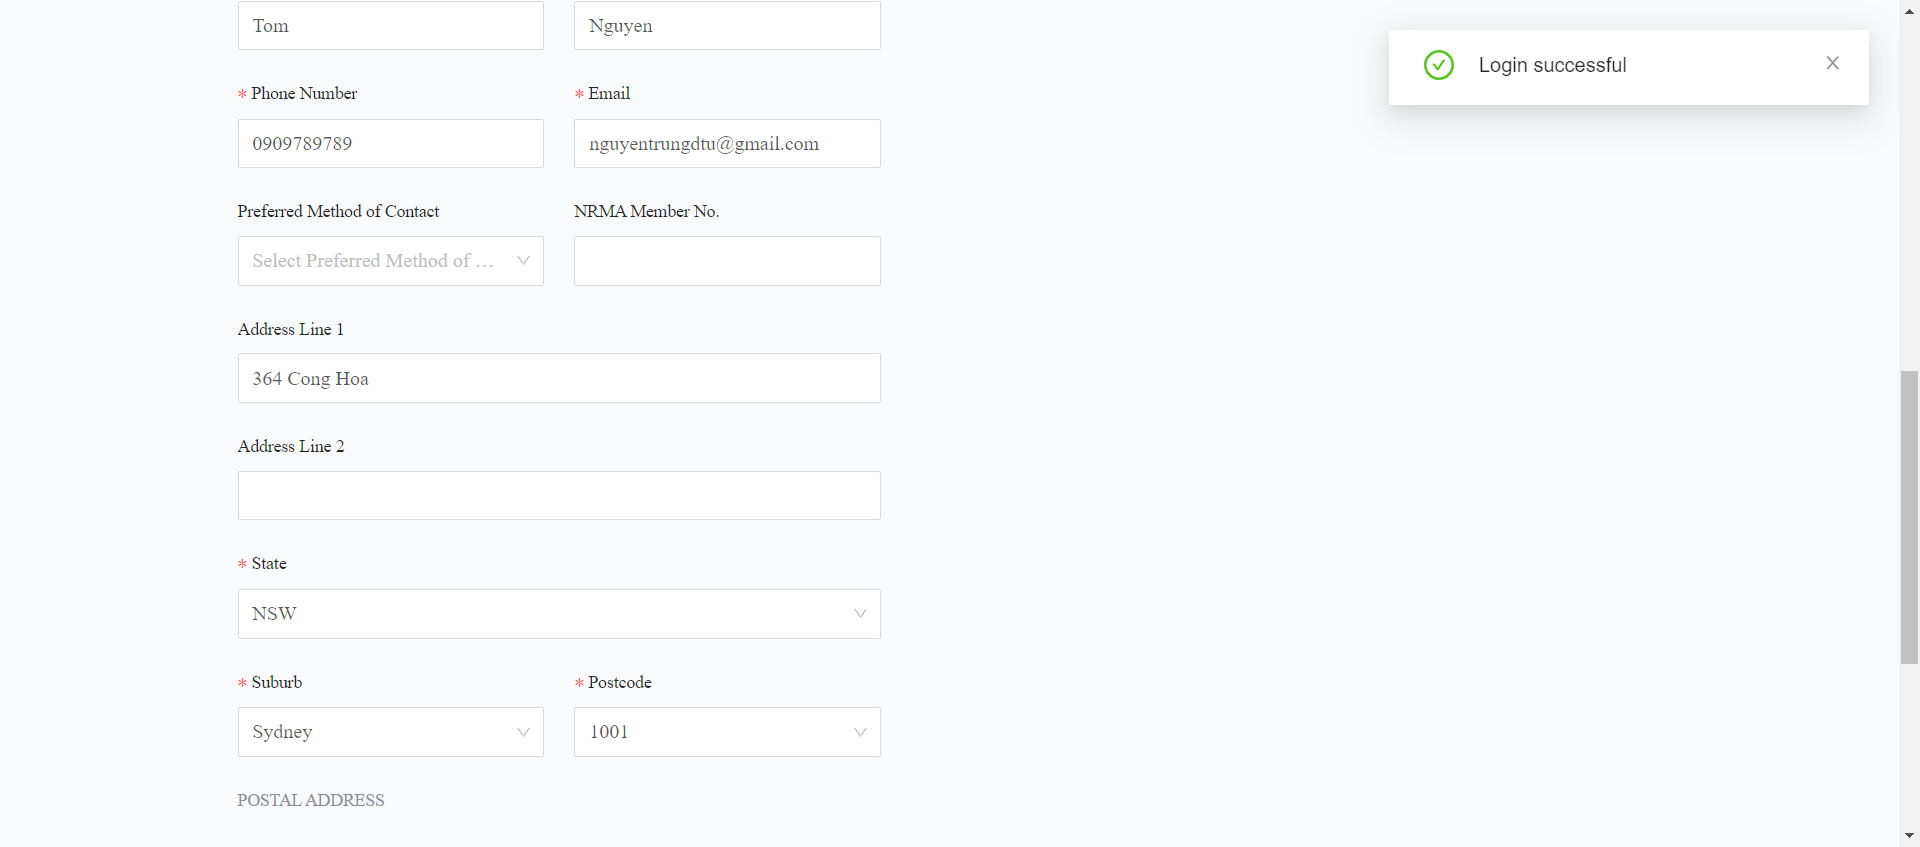 Tom
Nguyen
Login successful
* Phone Number
* Email
0909789789
nguyentrungdtu@gmail.com
Preferred Method of Contact
NRMA Member No.
Select Preferred Method of ...
Address Line 1
364 Cong Hoa
Address Line 2
* State
NSW
* Suburb
* Postcode
Sydney
1001
POSTAL ADDRESS